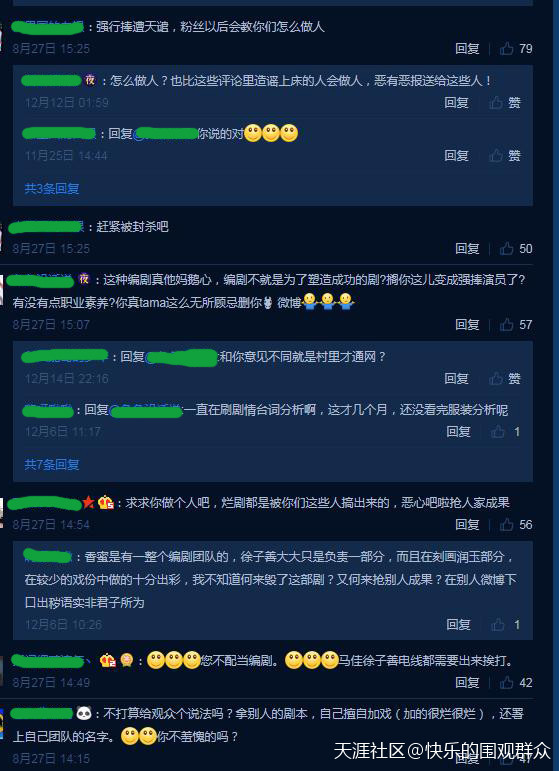 ：强行捧遭天谴，粉丝以后会教你们怎么做人
8月27日 15:25
回复 79
夜：怎么做人？也比这些评论里造谣上床的人会做人，恶有恶报送给这些人！
12月12日 01:59
回复 赞
：回复@ 你说的对
11月25日 14:44
回复 赞
共3条回复
：赶紧被封杀吧
8月27日 15:25
回复 50
夜：这种编剧真他妈鹅心，编剧不就是为了塑造成功的剧?搁你这儿变成强捧演员了?
有没有点职业素养?你真tama这么无所顾忌删你 微博
8月27日 15:07
回复 57
：回复 和你意见不同就是村里才通网？
12月14日 22:16
回复 赞
：回复@ 一直在刷剧情台词分析啊，这才几个月，还没看完服装分析呢
12月6日 11:17
回复 1
共7条回复
：求求你做个人吧，烂剧都是被你们这些人搞出来的，恶心吧啦抢人家成果
8月27日 14:54
回复 56
：香蜜是有一整个编剧团队的，徐子善大大只是负责一部分，而且在刻画润玉部分，
在较少的戏份中做的十分出彩，我不知道何来毁了这部剧？又何来抢别人成果？在别人微博下
口出秽语实非君子所为
12月6日 10:26
回复 1
：您不配当编剧。马佳徐子善电线都需要出来挨打。
8月27日 14:49
回复 42
：不打算给观众个说法吗？拿别人的剧本，自己擅自加戏（加的很烂很烂），还署
上自己团队的名字。你不羞愧的吗？
8月27日 14:15
回复
天涯社区@快乐的围观群众